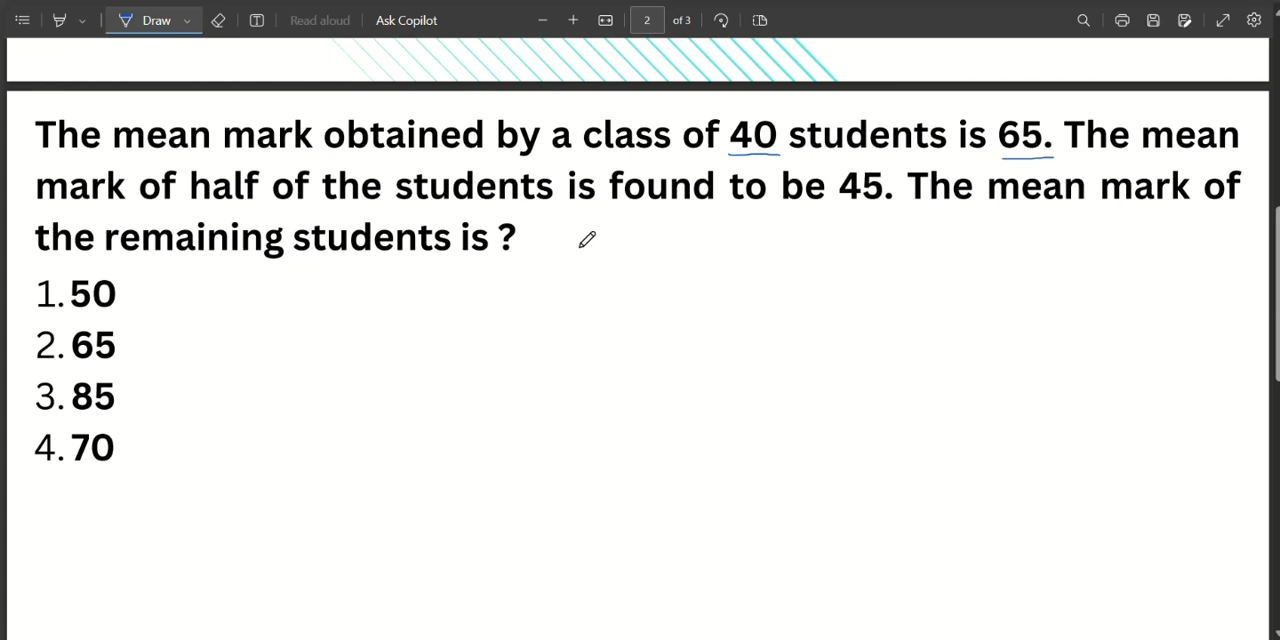 Draw Read aloud Ask Copilot 2 of 3
The mean mark obtained by a class of 40 students is 65. The mean
mark of half of the students is found to be 45. The mean mark of
the remaining students is ?
1. 50
2. 65
3. 85
4. 70